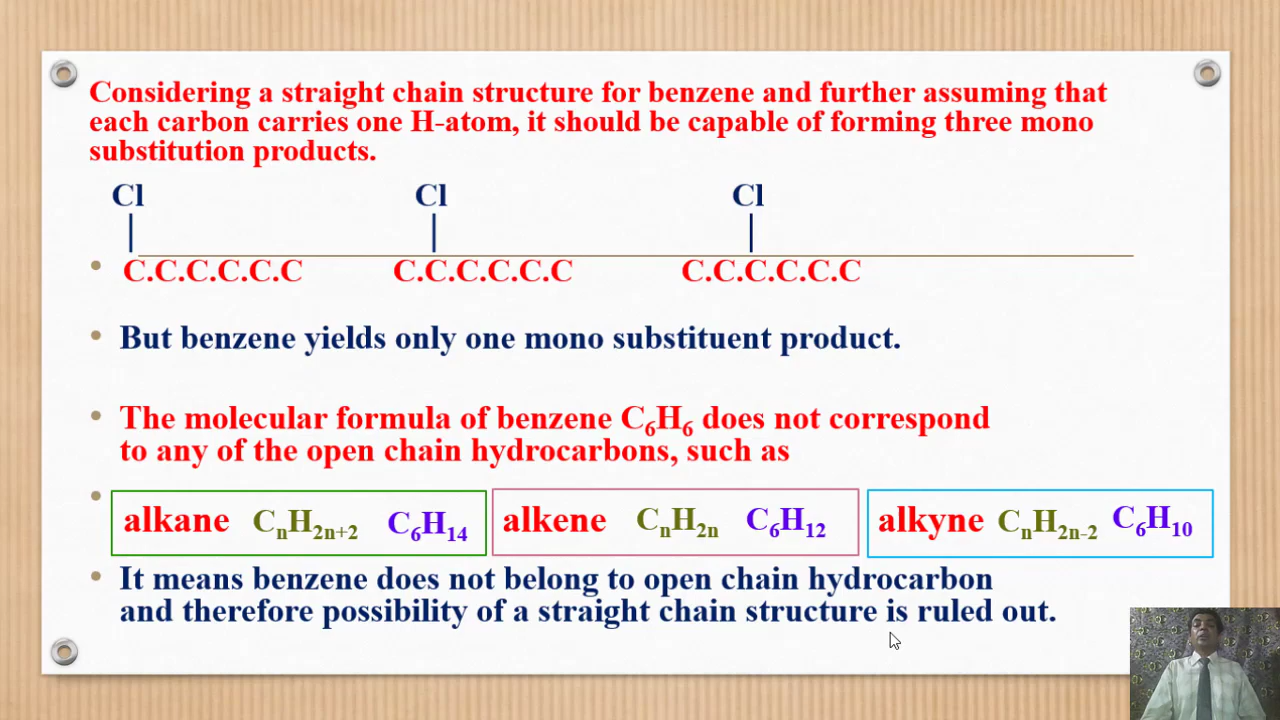 Considering a straight chain structure for benzene and further assuming that
each carbon carries one H-atom, it should be capable of forming three mono
substitution products.
Cl Cl Cl
C.C.C.C.C.C C.C.C.C.C.C C.C.C.C.C.C
But benzene yields only one mono substituent product.
The molecular formula of benzene C₆H₆ does not correspond
to any of the open chain hydrocarbons, such as
alkane CₙH₂ₙ₊₂ C₆H₁₄ alkene CₙH₂ₙ C₆H₁₂ alkyne CₙH₂ₙ₋₂ C₆H₁₀
It means benzene does not belong to open chain hydrocarbon
and therefore possibility of a straight chain structure is ruled out.